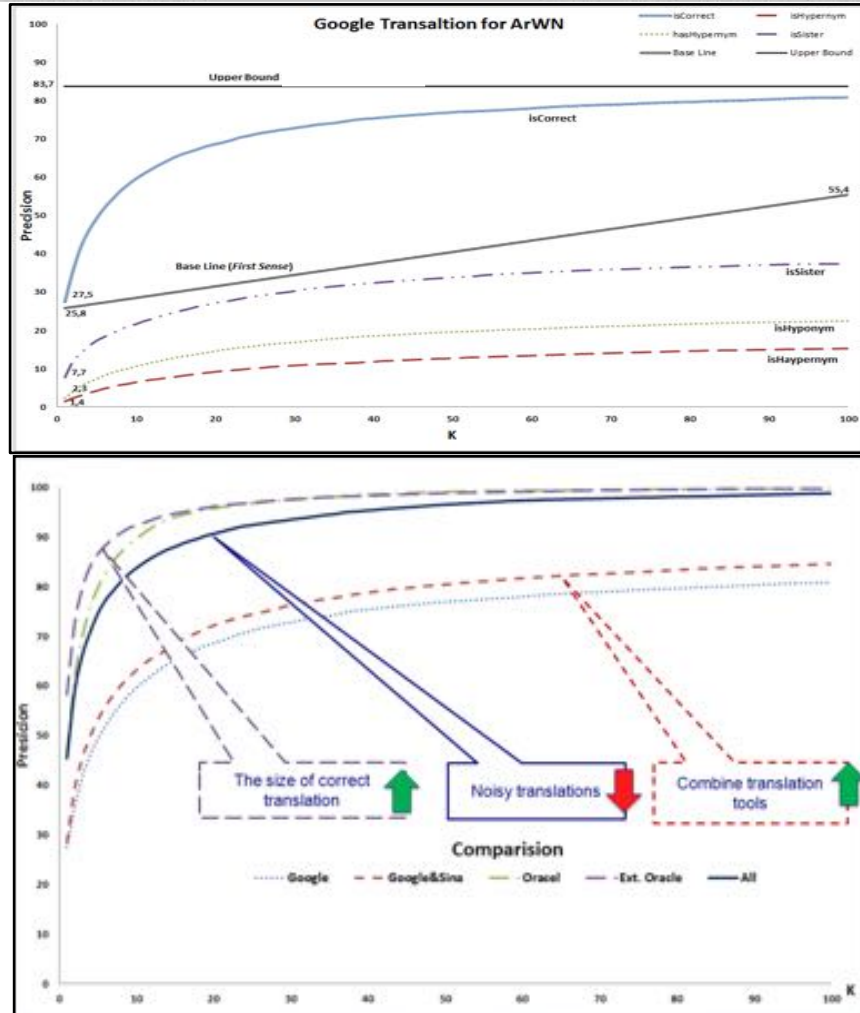 Google Transaltion for ArWN
isCorrect
isHypernym
hasHypernym
isSister
Base Line
Upper Bound
100
Upper Bound
83,7
80
isCorrect
70
60
55,4
50
Precision
40
Base Line (First Sense)
isSister
30
27,5
25,8
20
isHyponym
10
7,7
isHaypernym
2,3
1,4
0
0 10 20 30 40 50 60 70 80 90 100
K
100
90
80
70
60
Presicion
50
The size of correct
translation
Noisy translations
Combine translation
tools
40
30
Comparision
Google Google&Sina Oracel Ext. Oracle All
20
10
0
0 10 20 30 40 50 60 70 80 90 100 K